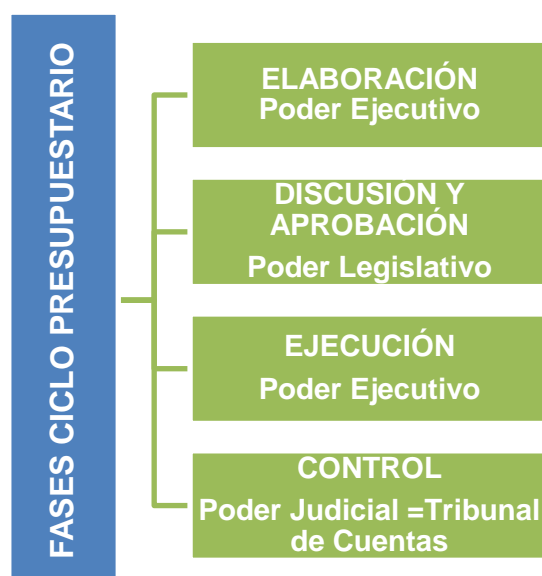 FASES CICLO PRESUPUESTARIO
ELABORACIÓN
Poder Ejecutivo
DISCUSIÓN Y
APROBACIÓN
Poder Legislativo
EJECUCIÓN
Poder Ejecutivo
CONTROL
Poder Judicial =Tribunal
de Cuentas